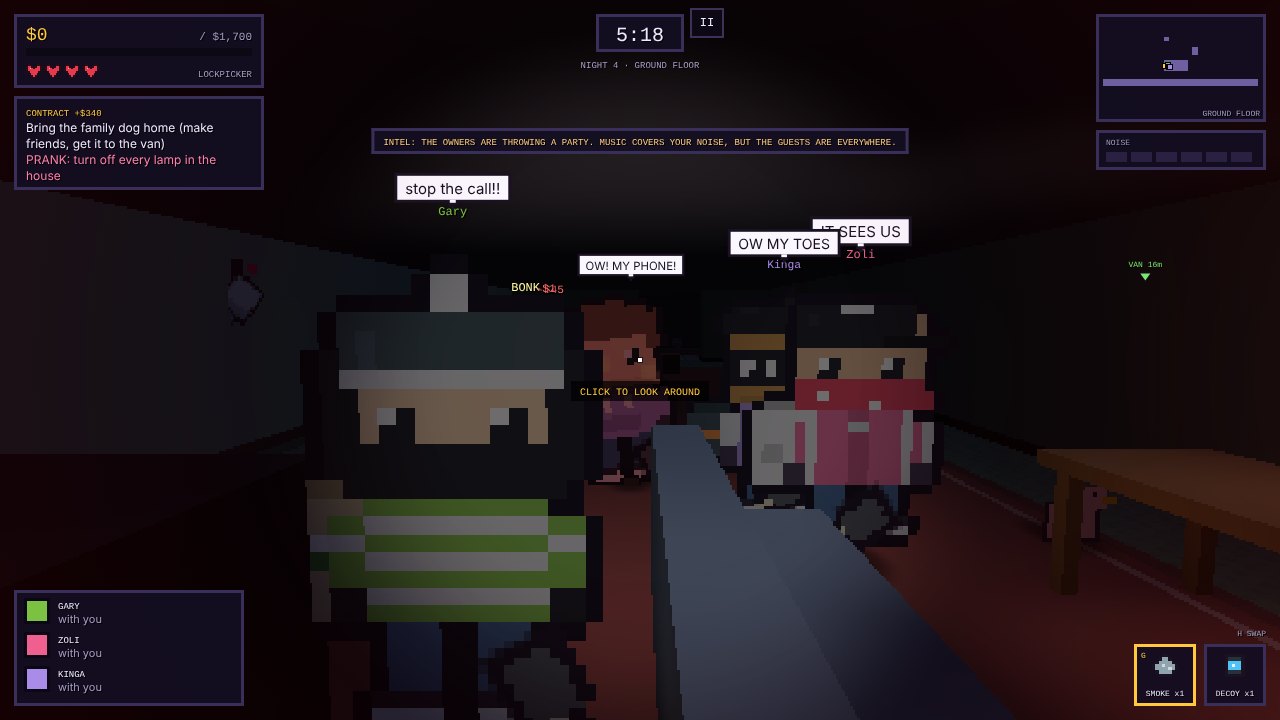 $0
/ $1,700
LOCKPICKER
CONTRACT +$340
Bring the family dog home (make
friends, get it to the van)
PRANK: turn off every lamp in the
house
5:18
II
NIGHT 4 · GROUND FLOOR
INTEL: THE OWNERS ARE THROWING A PARTY. MUSIC COVERS YOUR NOISE, BUT THE GUESTS ARE EVERYWHERE.
GROUND FLOOR
NOISE
stop the call!!
Gary
SEES US
OW MY TOES
Zoli
Kinga
OW! MY PHONE!
BONK
VAN 16m
CLICK TO LOOK AROUND
GARY
with you
ZOLI
with you
KINGA
with you
H SWAP
G
SMOKE x1
DECOY x1